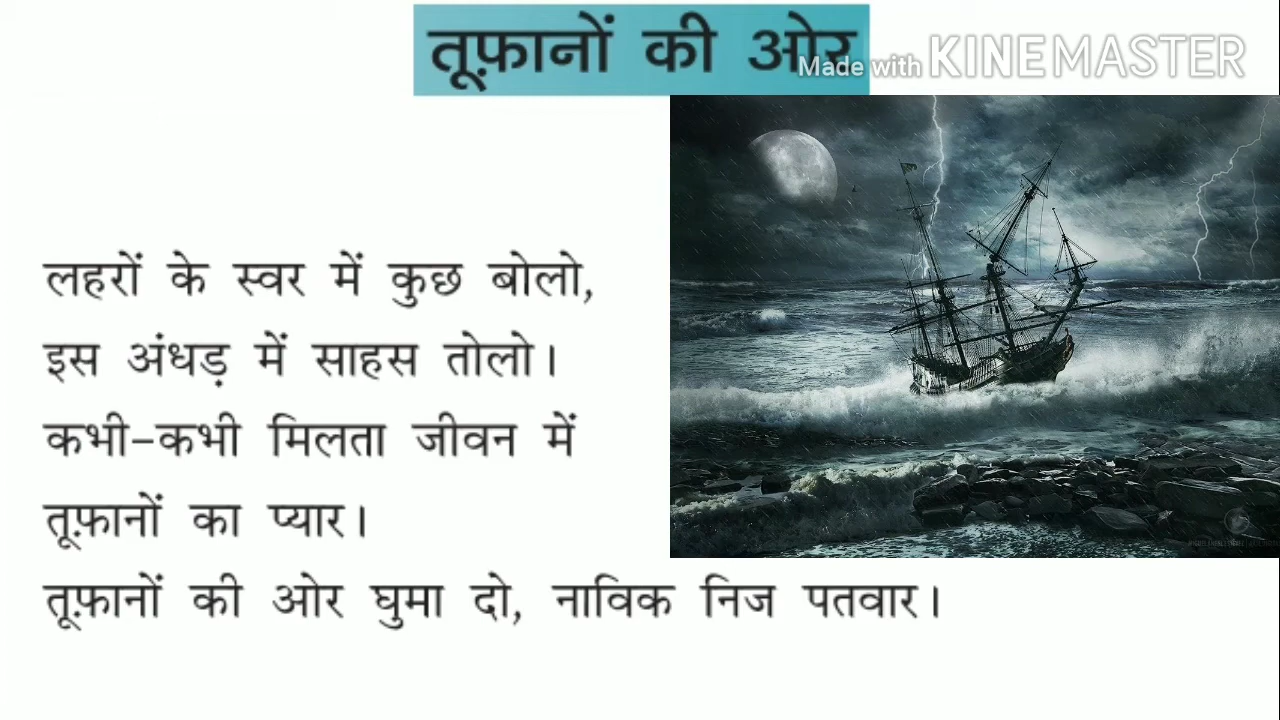 तूफ़ानों की ओर
Made with KINEMASTER
लहरों के स्वर में कुछ बोलो,
इस अंधड़ में साहस तोलो।
कभी-कभी मिलता जीवन में
तूफ़ानों का प्यार।
तूफ़ानों की ओर घुमा दो, नाविक निज पतवार।